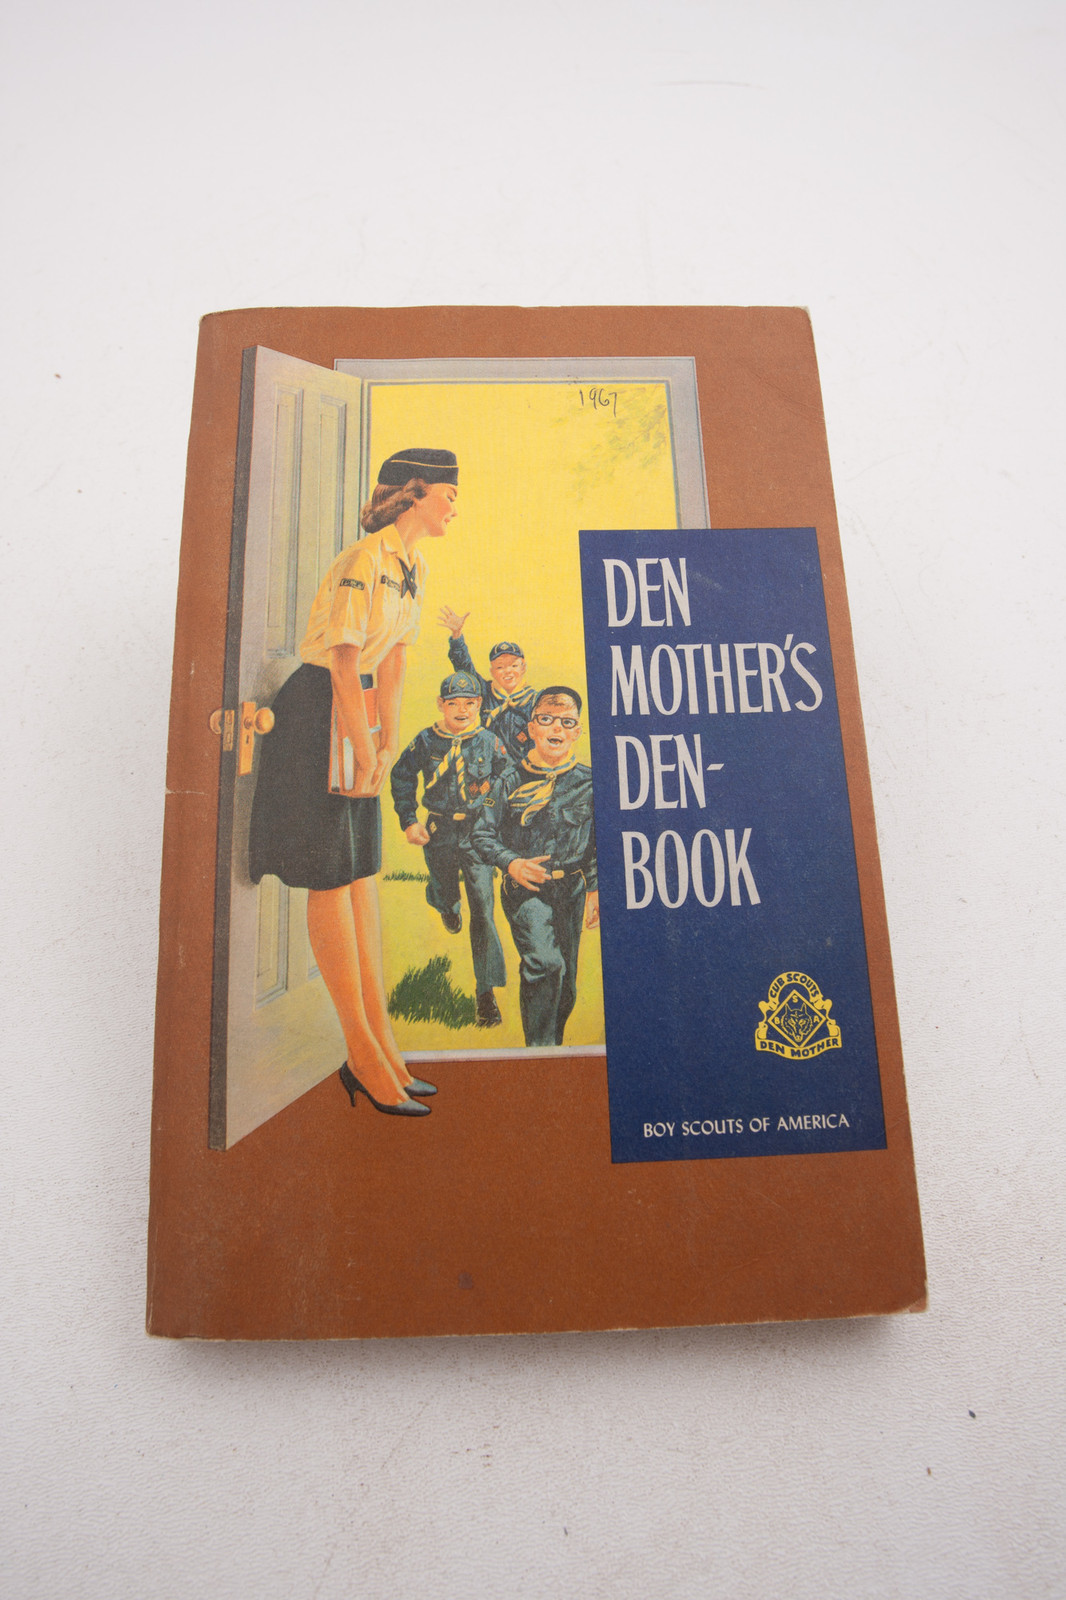 1967
DEN
MOTHER'S
DEN-
BOOK
CUB SCOUTS
S
B A
DEN MOTHER
BOY SCOUTS OF AMERICA